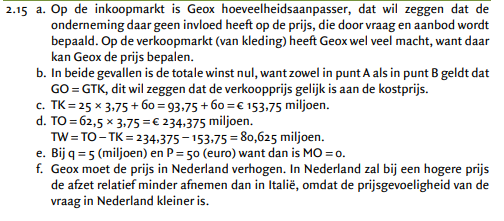 2.15 a. Op de inkoopmarkt is Geox hoeveelheidsaanpasser, dat wil zeggen dat de
onderneming daar geen invloed heeft op de prijs, die door vraag en aanbod wordt
bepaald. Op de verkoopmarkt (van kleding) heeft Geox wel veel macht, want daar
kan Geox de prijs bepalen.
b. In beide gevallen is de totale winst nul, want zowel in punt A als in punt B geldt dat
GO = GTK, dit wil zeggen dat de verkoopprijs gelijk is aan de kostprijs.
c. TK = 25 × 3,75 + 60 = 93,75 + 60 = € 153,75 miljoen.
d. TO = 62,5 × 3,75 = € 234,375 miljoen.
TW = TO – TK = 234,375 – 153,75 = 80,625 miljoen.
e. Bij q = 5 (miljoen) en P = 50 (euro) want dan is MO = 0.
f. Geox moet de prijs in Nederland verhogen. In Nederland zal bij een hogere prijs
de afzet relatief minder afnemen dan in Italië, omdat de prijsgevoeligheid van de
vraag in Nederland kleiner is.